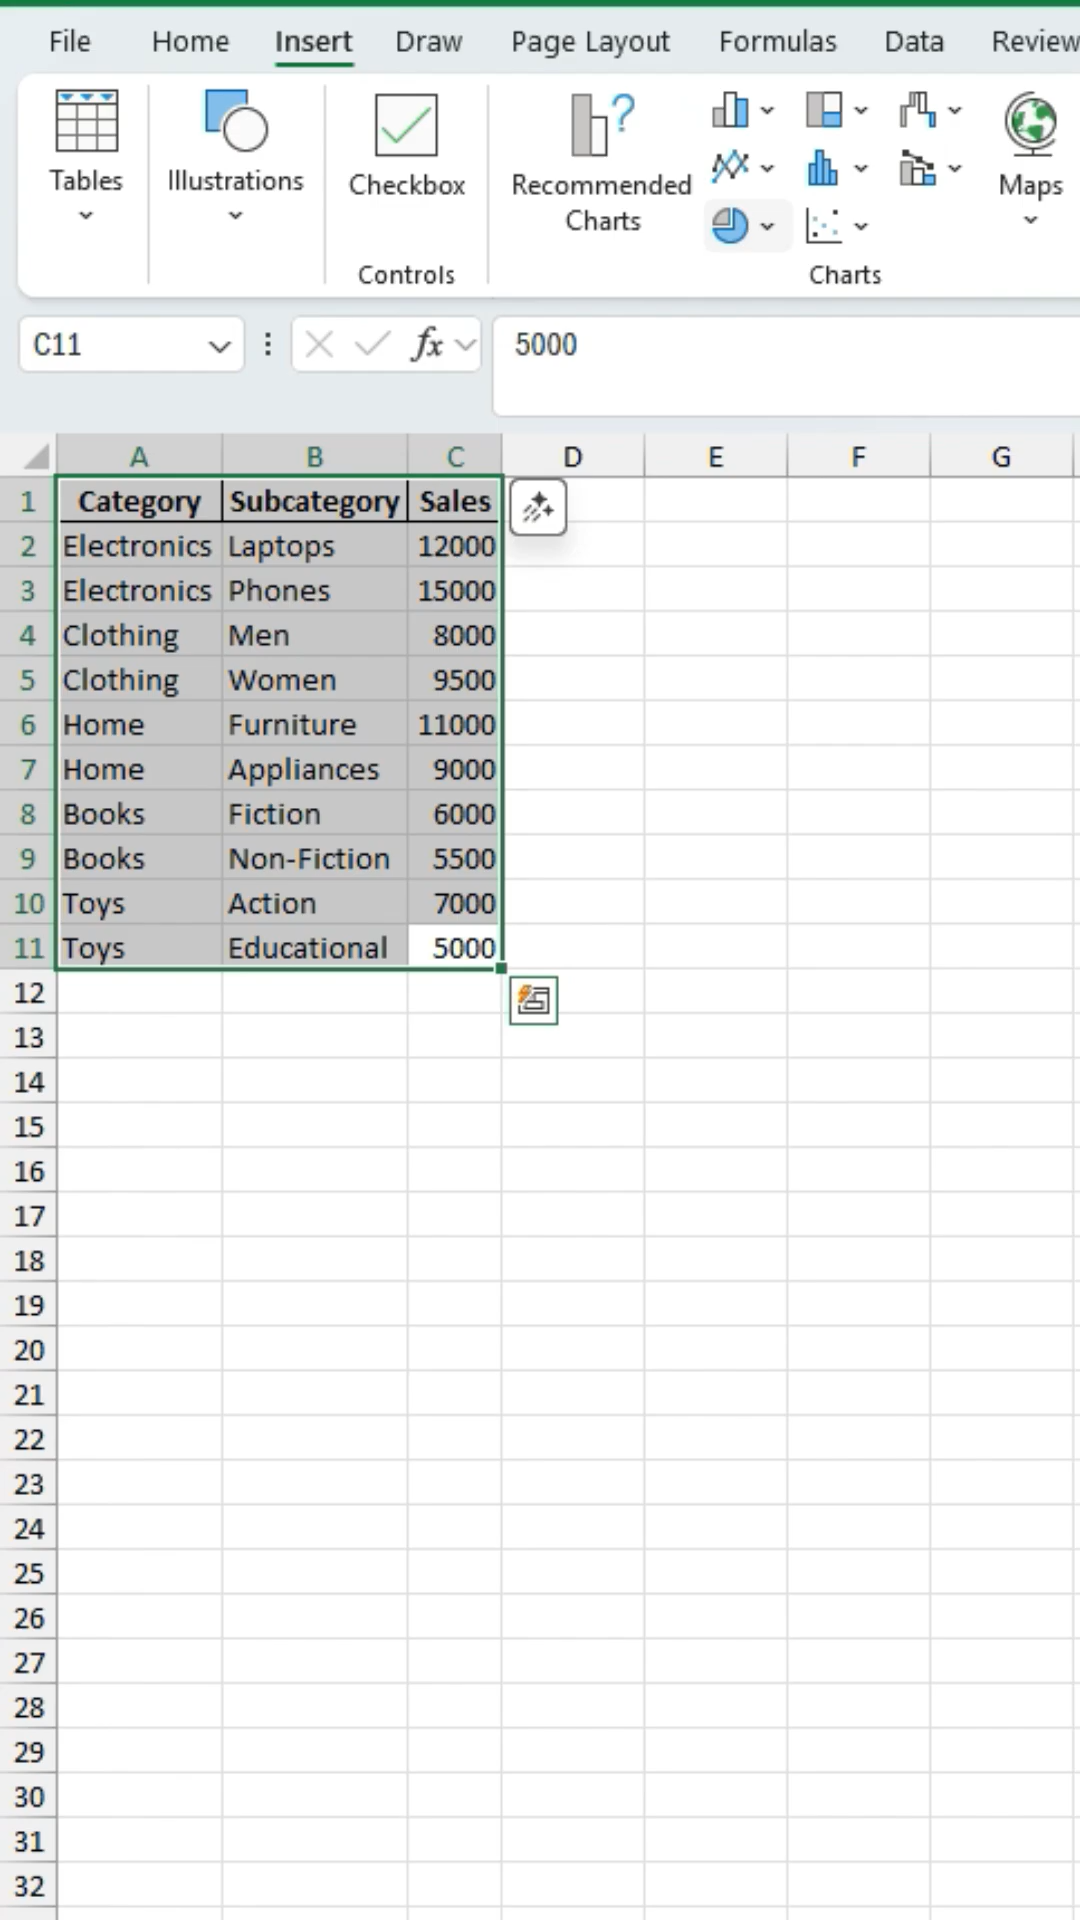 File Home Insert Draw Page Layout Formulas Data Review
Tables Illustrations Checkbox Recommended Charts Maps
Controls Charts
C11 fx 5000
A B C D E F G
1 Category Subcategory Sales
2 Electronics Laptops 12000
3 Electronics Phones 15000
4 Clothing Men 8000
5 Clothing Women 9500
6 Home Furniture 11000
7 Home Appliances 9000
8 Books Fiction 6000
9 Books Non-Fiction 5500
10 Toys Action 7000
11 Toys Educational 5000
12
13
14
15
16
17
18
19
20
21
22
23
24
25
26
27
28
29
30
31
32